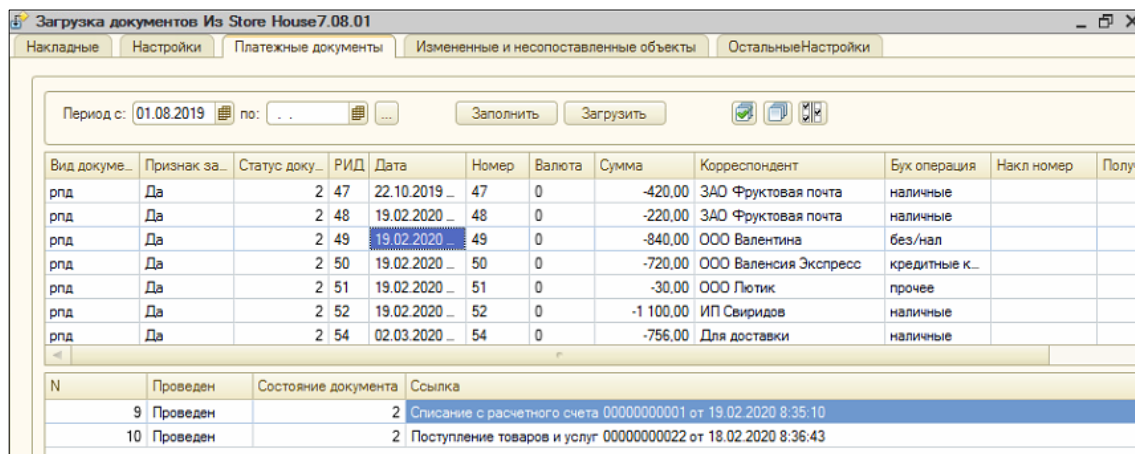 Загрузка документов Из Store House7.08.01
Накладные Настройки Платежные документы Измененные и несопоставленные объекты ОстальныеНастройки
Период с: 01.08.2019 по: . . ... Заполнить Загрузить
Вид докуме... Признак за... Статус доку... РИД Дата Номер Валюта Сумма Корреспондент Бух операция Накл номер Полу
рпд Да 2 47 22.10.2019 ... 47 0 -420,00 ЗАО Фруктовая почта наличные
рпд Да 2 48 19.02.2020 ... 48 0 -220,00 ЗАО Фруктовая почта наличные
рпд Да 2 49 19.02.2020 ... 49 0 -840,00 ООО Валентина без/нал
рпд Да 2 50 19.02.2020 ... 50 0 -720,00 ООО Валенсия Экспресс кредитные к...
рпд Да 2 51 19.02.2020 ... 51 0 -30,00 ООО Лютик прочее
рпд Да 2 52 19.02.2020 ... 52 0 -1 100,00 ИП Свиридов наличные
рпд Да 2 54 02.03.2020 ... 54 0 -756,00 Для доставки наличные
N Проведен Состояние документа Ссылка
9 Проведен 2 Списание с расчетного счета 00000000001 от 19.02.2020 8:35:10
10 Проведен 2 Поступление товаров и услуг 00000000022 от 18.02.2020 8:36:43